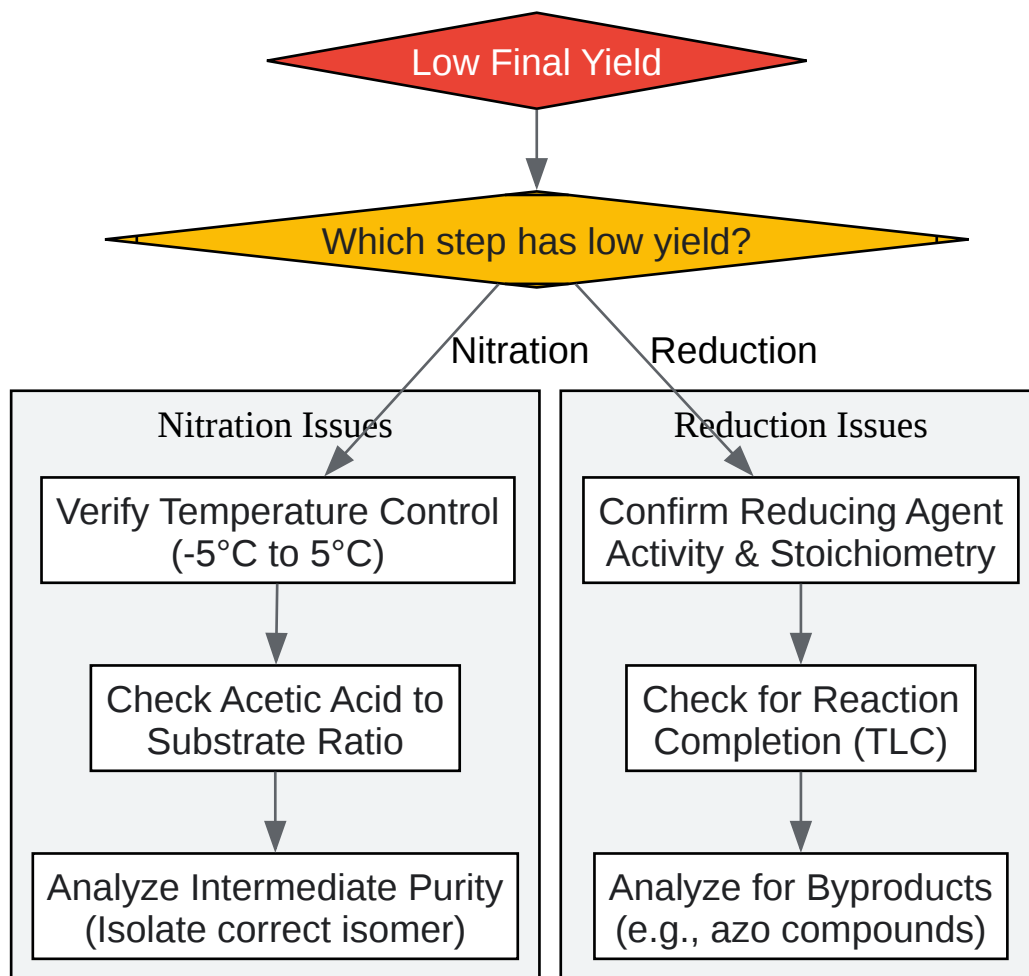 Low Final Yield
Which step has low yield?
Nitration
Reduction
Nitration Issues
Verify Temperature Control
(-5°C to 5°C)
Check Acetic Acid to
Substrate Ratio
Analyze Intermediate Purity
(Isolate correct isomer)
Reduction Issues
Confirm Reducing Agent
Activity & Stoichiometry
Check for Reaction
Completion (TLC)
Analyze for Byproducts
(e.g., azo compounds)